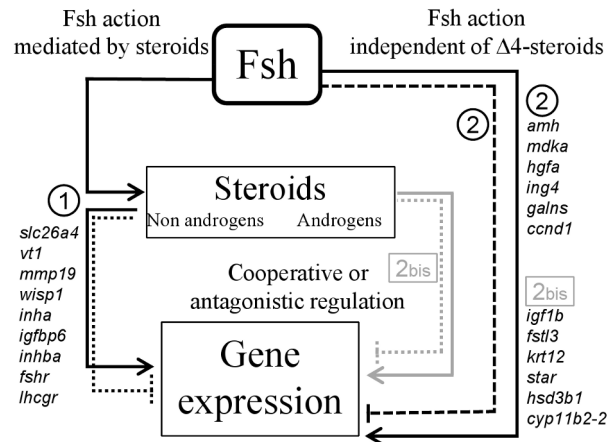 Fsh action
mediated by steroids
Fsh action
independent of Δ4-steroids
Fsh
2
2
amh
mdka
hgfa
ing4
galns
ccnd1
1
Steroids
Non androgens Androgens
slc26a4
vt1
mmp19
wisp1
inha
igfbp6
inhba
fshr
lhcgr
2bis
Cooperative or
antagonistic regulation
Gene
expression
2bis
igf1b
fstl3
krt12
star
hsd3b1
cyp11b2-2